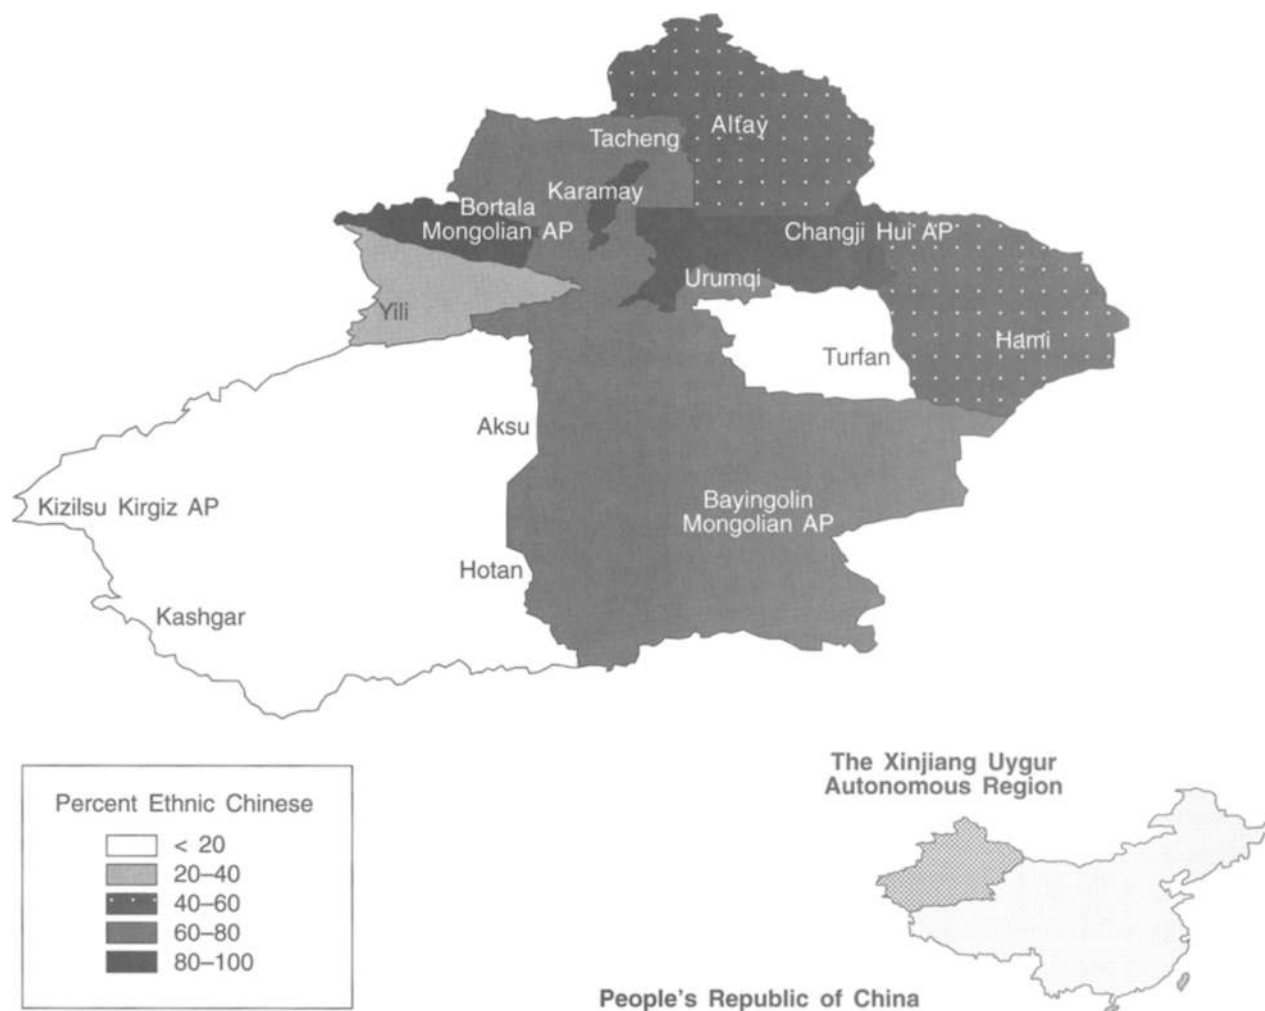 Altay
Tacheng
Karamay
Bortala
Mongolian AP
Changji Hui AP
Urumqi
Yili
Turfan
Hami
Aksu
Kizilsu Kirgiz AP
Bayingolin
Mongolian AP
Hotan
Kashgar
Percent Ethnic Chinese
< 20
20–40
40–60
60–80
80–100
The Xinjiang Uygur
Autonomous Region
People's Republic of China